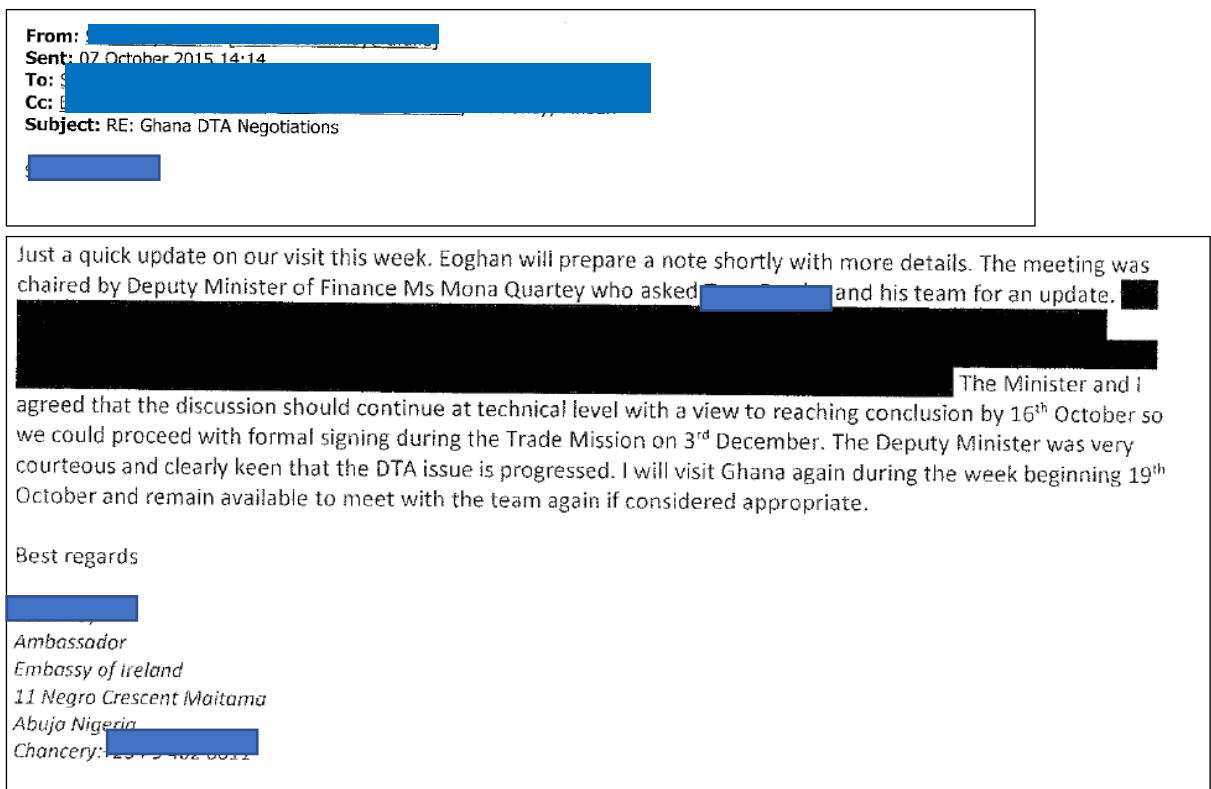 From:
Sent: 07 October 2015 14:14
To:
Cc:
Subject: RE: Ghana DTA Negotiations
Just a quick update on our visit this week. Eoghan will prepare a note shortly with more details. The meeting was
chaired by Deputy Minister of Finance Ms Mona Quartey who asked and his team for an update.
The Minister and I
agreed that the discussion should continue at technical level with a view to reaching conclusion by 16th October so
we could proceed with formal signing during the Trade Mission on 3rd December. The Deputy Minister was very
courteous and clearly keen that the DTA issue is progressed. I will visit Ghana again during the week beginning 19th
October and remain available to meet with the team again if considered appropriate.
Best regards
Ambassador
Embassy of Ireland
11 Negro Crescent Maitama
Abuja Nigeria
Chancery: